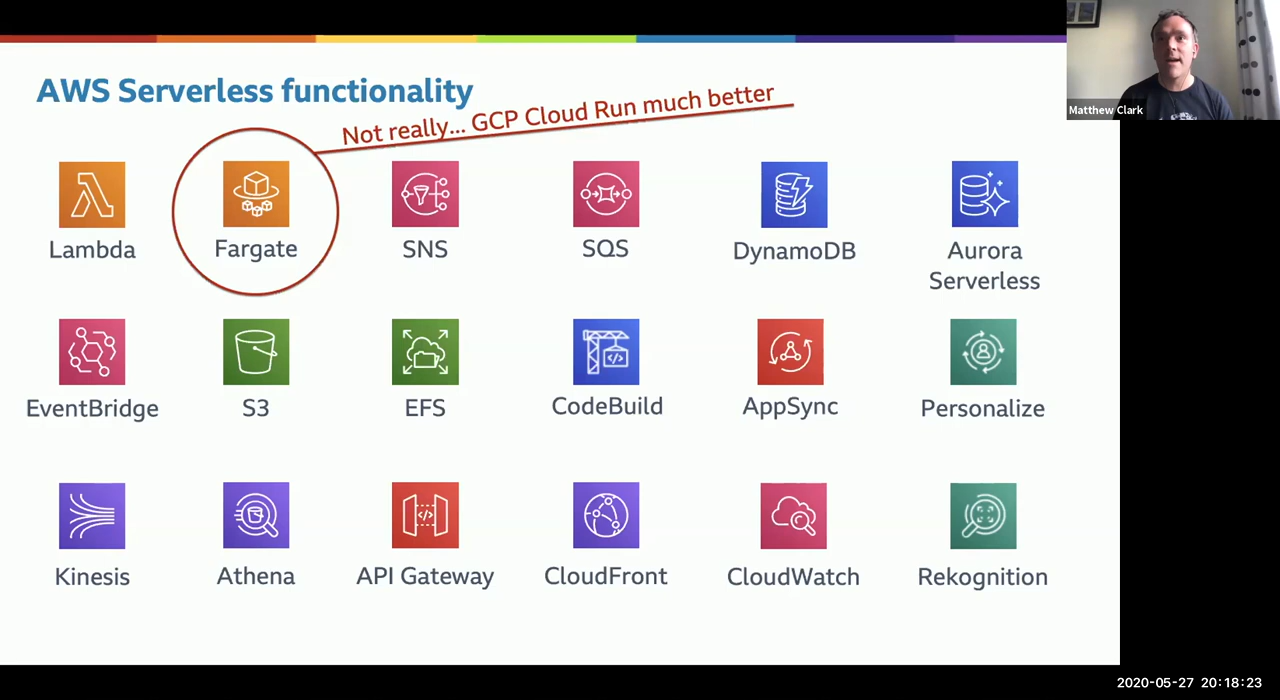 AWS Serverless functionality
Not really... GCP Cloud Run much better
Matthew Clark
Lambda
Fargate
SNS
SQS
DynamoDB
Aurora
Serverless
EventBridge
S3
EFS
CodeBuild
AppSync
Personalize
Kinesis
Athena
API Gateway
CloudFront
CloudWatch
Rekognition
2020-05-27 20:18:23